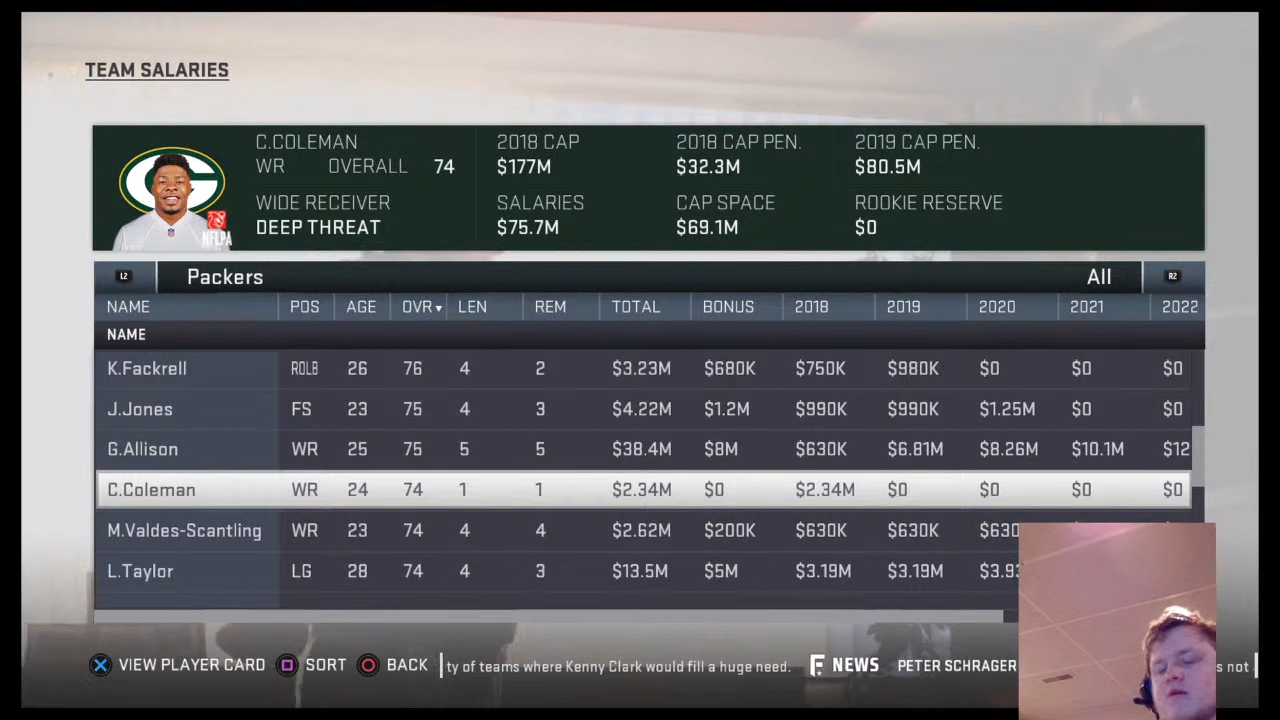 TEAM SALARIES
C.COLEMAN
WR OVERALL 74
WIDE RECEIVER
DEEP THREAT
2018 CAP
$177M
SALARIES
$75.7M
2018 CAP PEN.
$32.3M
CAP SPACE
$69.1M
2019 CAP PEN.
$80.5M
ROOKIE RESERVE
$0
NFLPA
L2 Packers All R2
NAME POS AGE OVR LEN REM TOTAL BONUS 2018 2019 2020 2021 2022
NAME
K.Fackrell ROLB 26 76 4 2 $3.23M $680K $750K $980K $0 $0 $0
J.Jones FS 23 75 4 3 $4.22M $1.2M $990K $990K $1.25M $0 $0
G.Allison WR 25 75 5 5 $38.4M $8M $630K $6.81M $8.26M $10.1M $12
C.Coleman WR 24 74 1 1 $2.34M $0 $2.34M $0 $0 $0 $0
M.Valdes-Scantling WR 23 74 4 4 $2.62M $200K $630K $630K $630
L.Taylor LG 28 74 4 3 $13.5M $5M $3.19M $3.19M $3.93
VIEW PLAYER CARD SORT BACK ty of teams where Kenny Clark would fill a huge need. NEWS PETER SCHRAGER s not